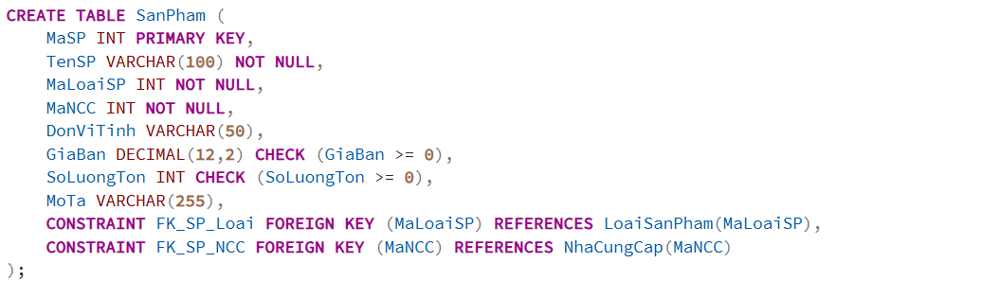 CREATE TABLE SanPham (
    MaSP INT PRIMARY KEY,
    TenSP VARCHAR(100) NOT NULL,
    MaLoaiSP INT NOT NULL,
    MaNCC INT NOT NULL,
    DonViTinh VARCHAR(50),
    GiaBan DECIMAL(12,2) CHECK (GiaBan >= 0),
    SoLuongTon INT CHECK (SoLuongTon >= 0),
    MoTa VARCHAR(255),
    CONSTRAINT FK_SP_Loai FOREIGN KEY (MaLoaiSP) REFERENCES LoaiSanPham(MaLoaiSP),
    CONSTRAINT FK_SP_NCC FOREIGN KEY (MaNCC) REFERENCES NhaCungCap(MaNCC)
);